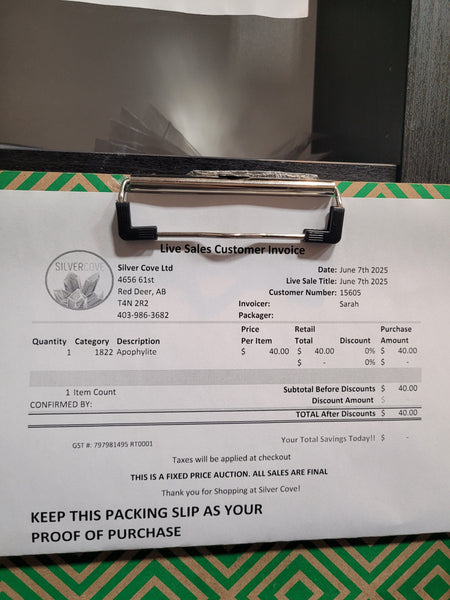 Live Sales Customer Invoice
SILVERCOVE
Silver Cove Ltd
4656 61st
Red Deer, AB
T4N 2R2
403-986-3682
Date: June 7th 2025
Live Sale Title: June 7th 2025
Customer Number: 15605
Invoicer: Sarah
Packager:
Quantity Category Description Price Per Item Retail Total Discount Purchase Amount
1 1822 Apophylite $ 40.00 $ 40.00 0% $ 40.00
$ - 0% $ -
1 Item Count Subtotal Before Discounts $ 40.00
CONFIRMED BY: Discount Amount $ -
TOTAL After Discounts $ 40.00
GST #: 797981495 RT0001 Your Total Savings Today!! $ -
Taxes will be applied at checkout
THIS IS A FIXED PRICE AUCTION. ALL SALES ARE FINAL
Thank you for Shopping at Silver Cove!
KEEP THIS PACKING SLIP AS YOUR
PROOF OF PURCHASE